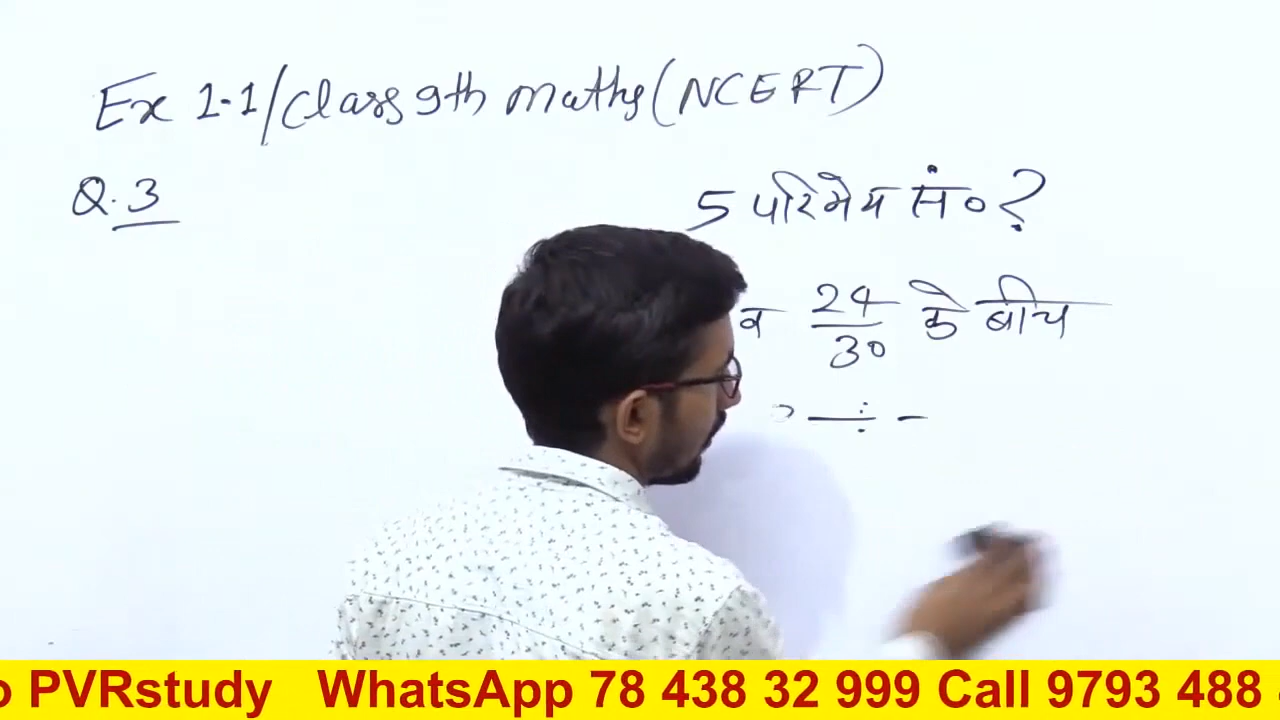 Ex 1.1/Class 9th maths (NCERT)
Q.3
5 परिमेय सं० ?
व 24/30 के बीच
o PVRstudy WhatsApp 78 438 32 999 Call 9793 488